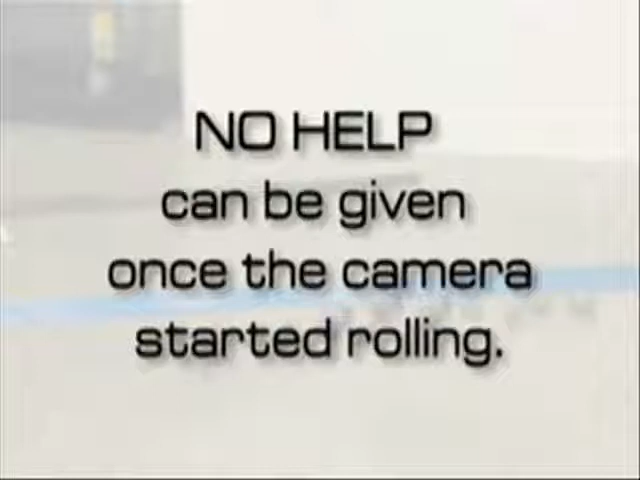 NO HELP
can be given
once the camera
started rolling.